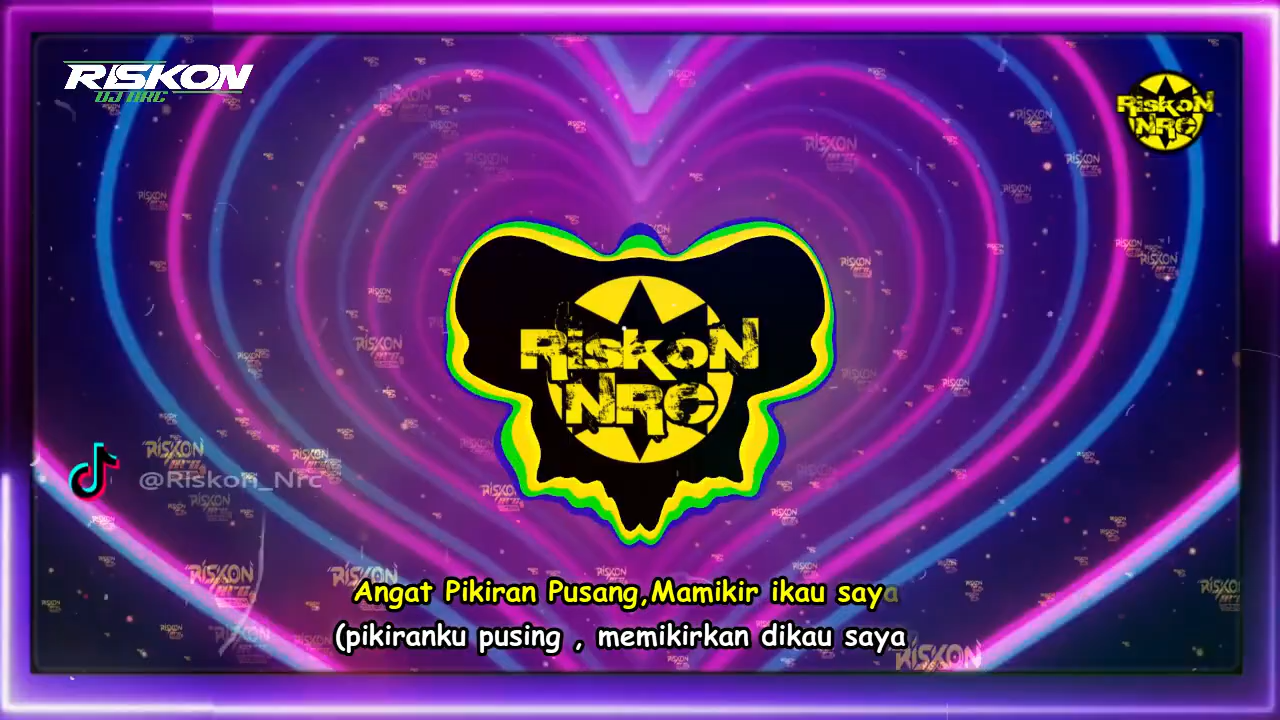 RISKON
DJ NRC
RiskoN
NRC
RiskoN
NRC
@Riskon_Nrc
Angat Pikiran Pusang,Mamikir ikau saya
(pikiranku pusing , memikirkan dikau saya